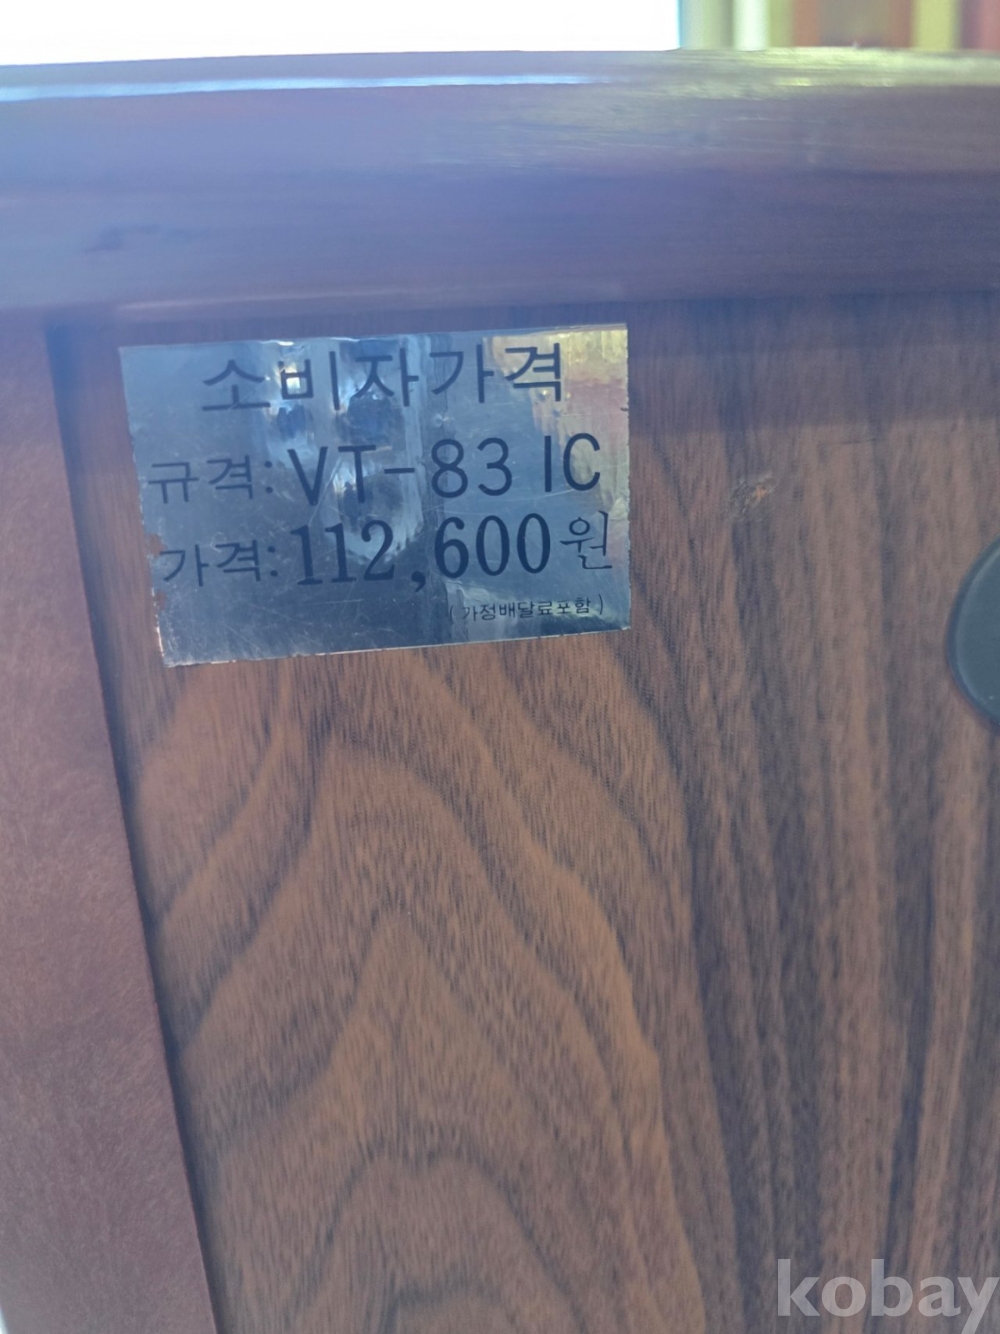 소비자가격
규격: VT-83 IC
가격: 112,600원
(가정배달료포함)
kobay